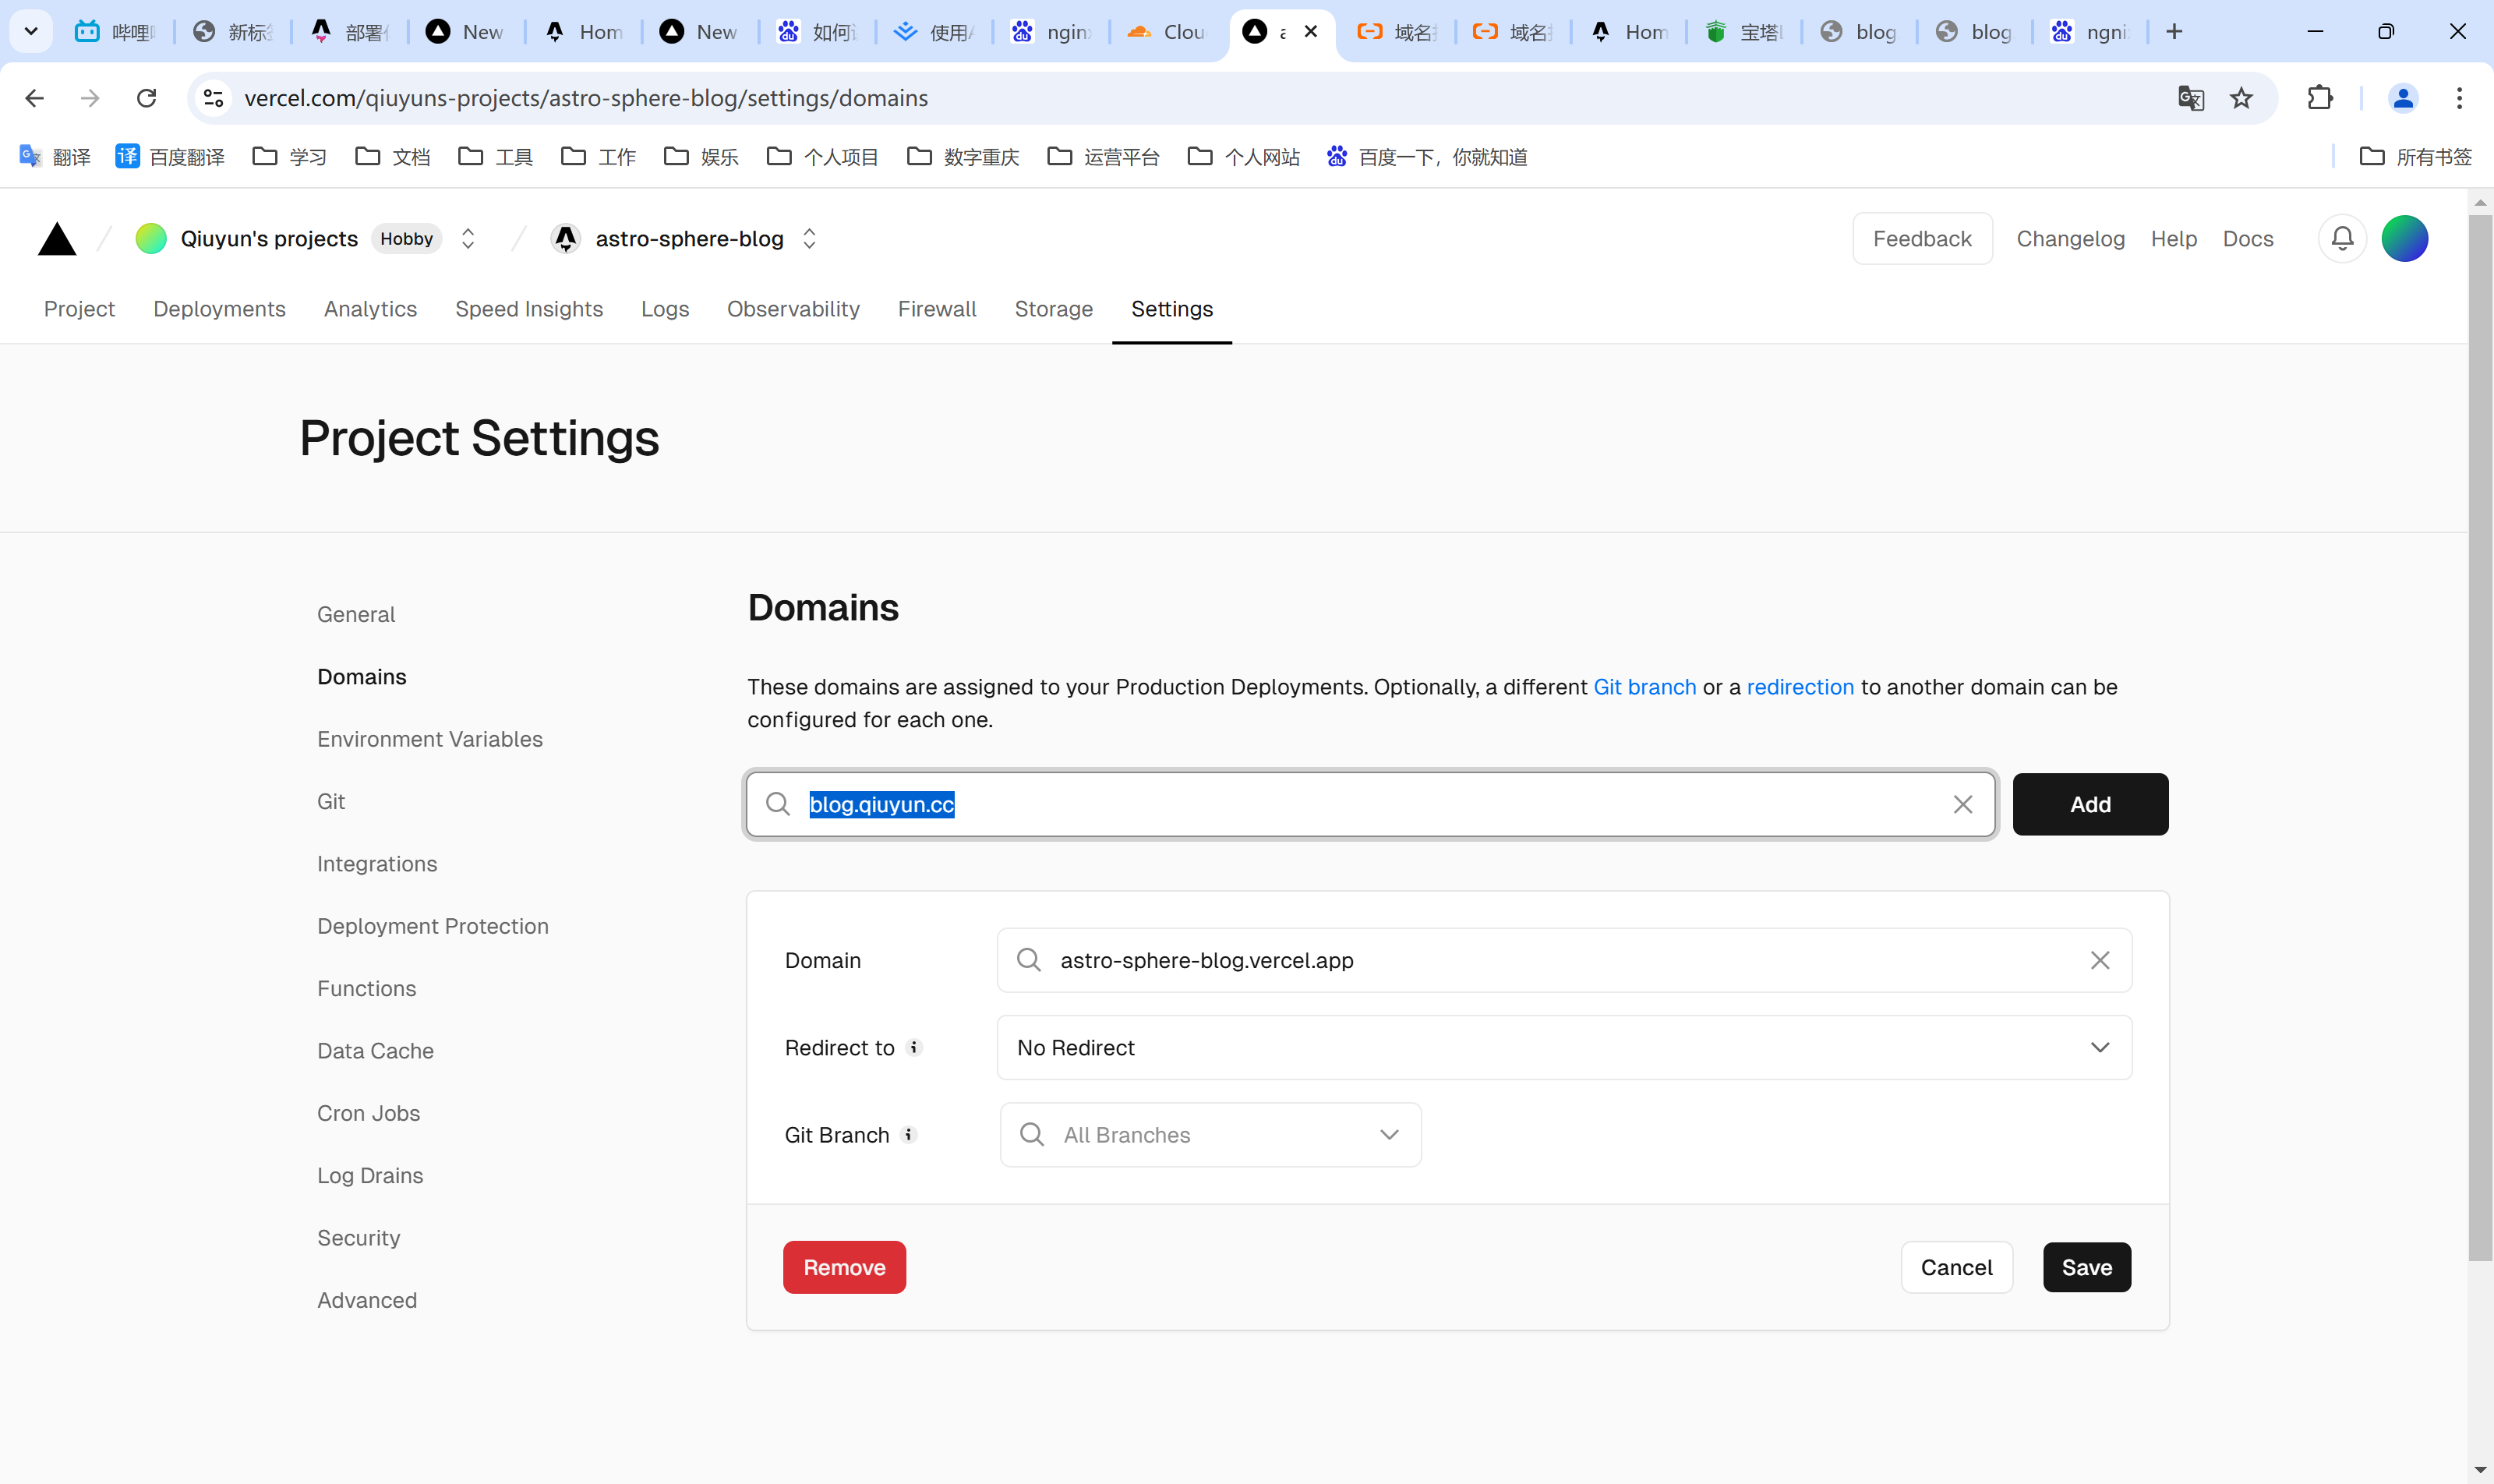 新标 部署 New Hom New 如何 使用 nginx Clou 域名 域名 Hom 宝塔 blog blog ngni
vercel.com/qiuyuns-projects/astro-sphere-blog/settings/domains
翻译 百度翻译 学习 文档 工具 工作 娱乐 个人项目 数字重庆 运营平台 个人网站 百度一下，你就知道 所有书签
Qiuyun's projects Hobby astro-sphere-blog Feedback Changelog Help Docs
Project Deployments Analytics Speed Insights Logs Observability Firewall Storage Settings
Project Settings
General
Domains
Environment Variables
Git
Integrations
Deployment Protection
Functions
Data Cache
Cron Jobs
Log Drains
Security
Advanced
Domains
These domains are assigned to your Production Deployments. Optionally, a different Git branch or a redirection to another domain can be
configured for each one.
blog.qiuyun.cc Add
Domain astro-sphere-blog.vercel.app
Redirect to No Redirect
Git Branch All Branches
Remove Cancel Save